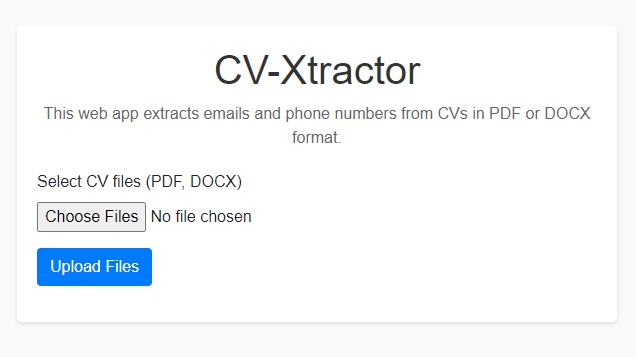 CV-Xtractor
This web app extracts emails and phone numbers from CVs in PDF or DOCX
format.
Select CV files (PDF, DOCX)
Choose Files No file chosen
Upload Files